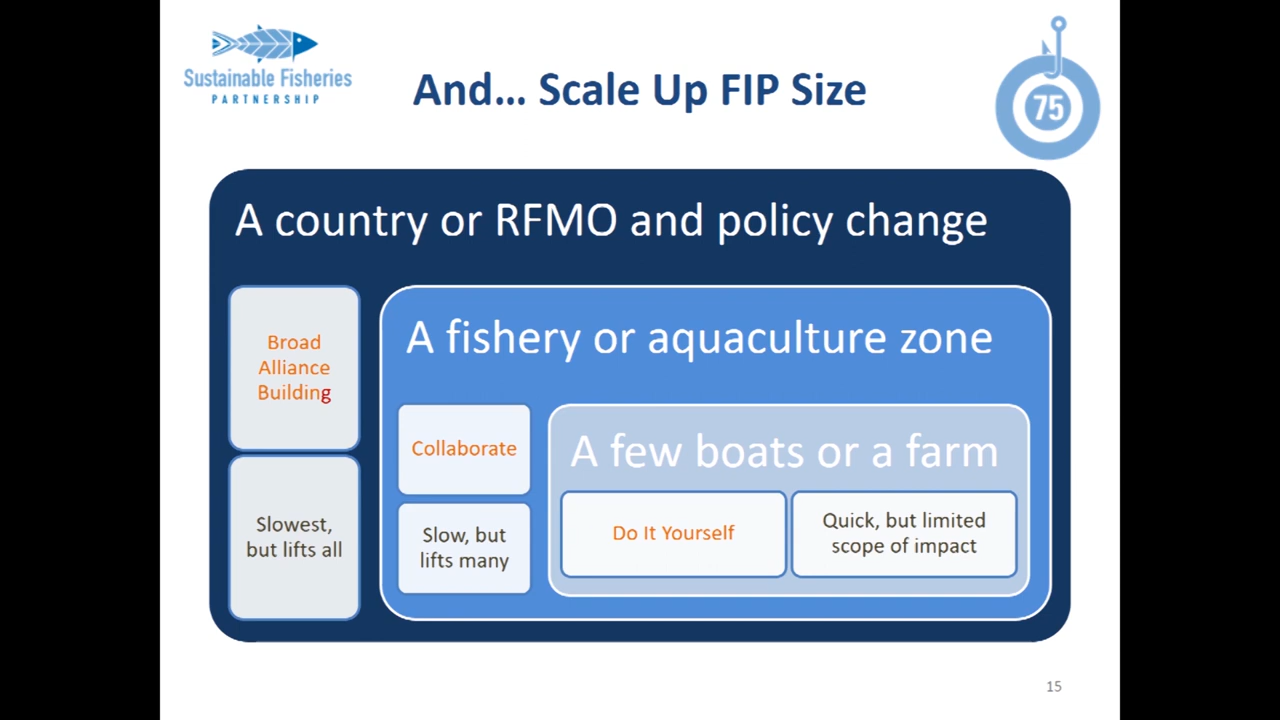 Sustainable Fisheries
PARTNERSHIP
And... Scale Up FIP Size
75
A country or RFMO and policy change
Broad
Alliance
Building
Slowest,
but lifts all
A fishery or aquaculture zone
Collaborate
Slow, but
lifts many
A few boats or a farm
Do It Yourself
Quick, but limited
scope of impact
15